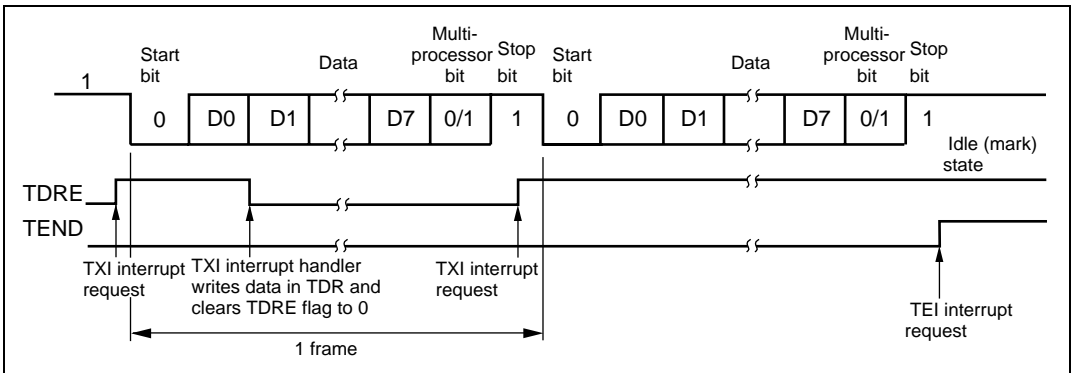 Multi-
processor
bit
Multi-
processor
bit
Start
bit
Data
Stop
bit
Start
bit
Data
Stop
bit
1
0 D0 D1 D7 0/1 1 0 D0 D1 D7 0/1 1
Idle (mark)
state
TDRE
TEND
TXI interrupt
request
TXI interrupt handler
writes data in TDR and
clears TDRE flag to 0
TXI interrupt
request
TEI interrupt
request
1 frame